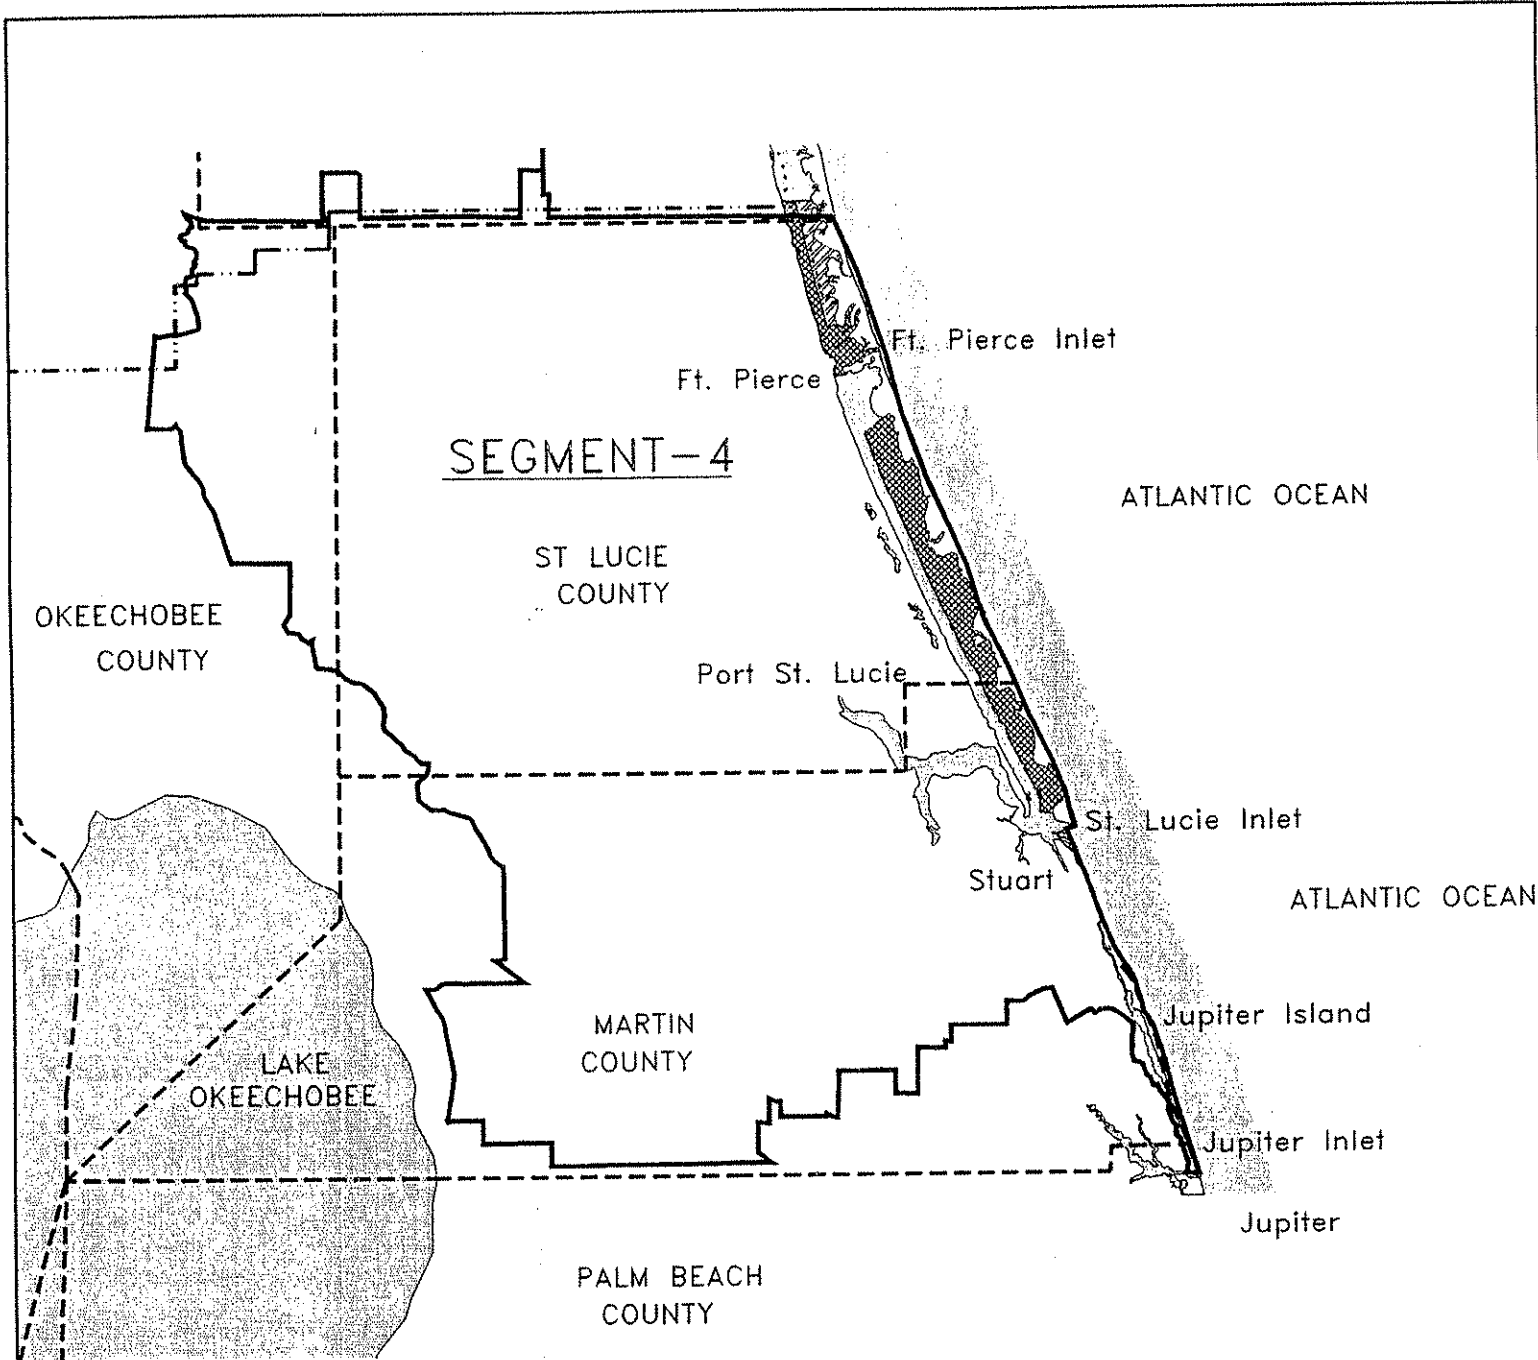 Ft. Pierce Inlet
Ft. Pierce
SEGMENT-4
ATLANTIC OCEAN
ST LUCIE
COUNTY
OKEECHOBEE
COUNTY
Port St. Lucie
St. Lucie Inlet
Stuart
ATLANTIC OCEAN
Jupiter Island
MARTIN
COUNTY
LAKE
OKEECHOBEE
Jupiter Inlet
Jupiter
PALM BEACH
COUNTY